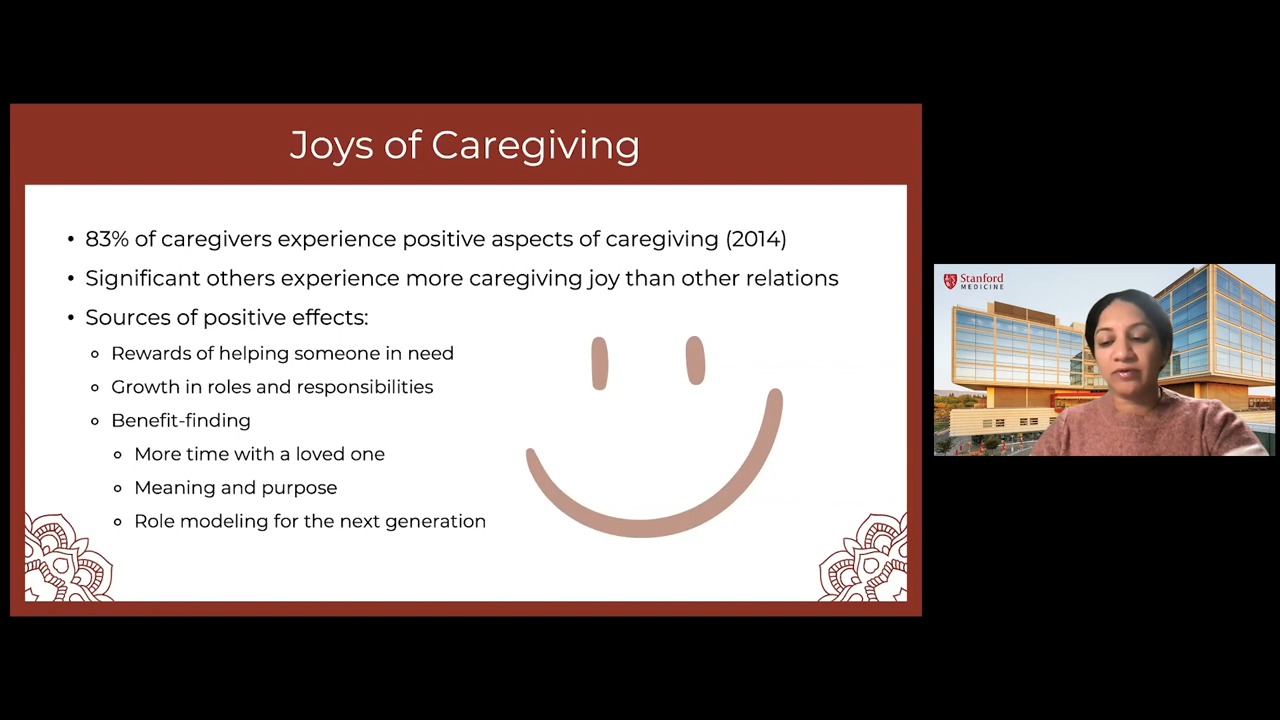 Joys of Caregiving
• 83% of caregivers experience positive aspects of caregiving (2014)
• Significant others experience more caregiving joy than other relations
• Sources of positive effects:
Rewards of helping someone in need
Growth in roles and responsibilities
Benefit-finding
More time with a loved one
Meaning and purpose
Role modeling for the next generation
Stanford
MEDICINE